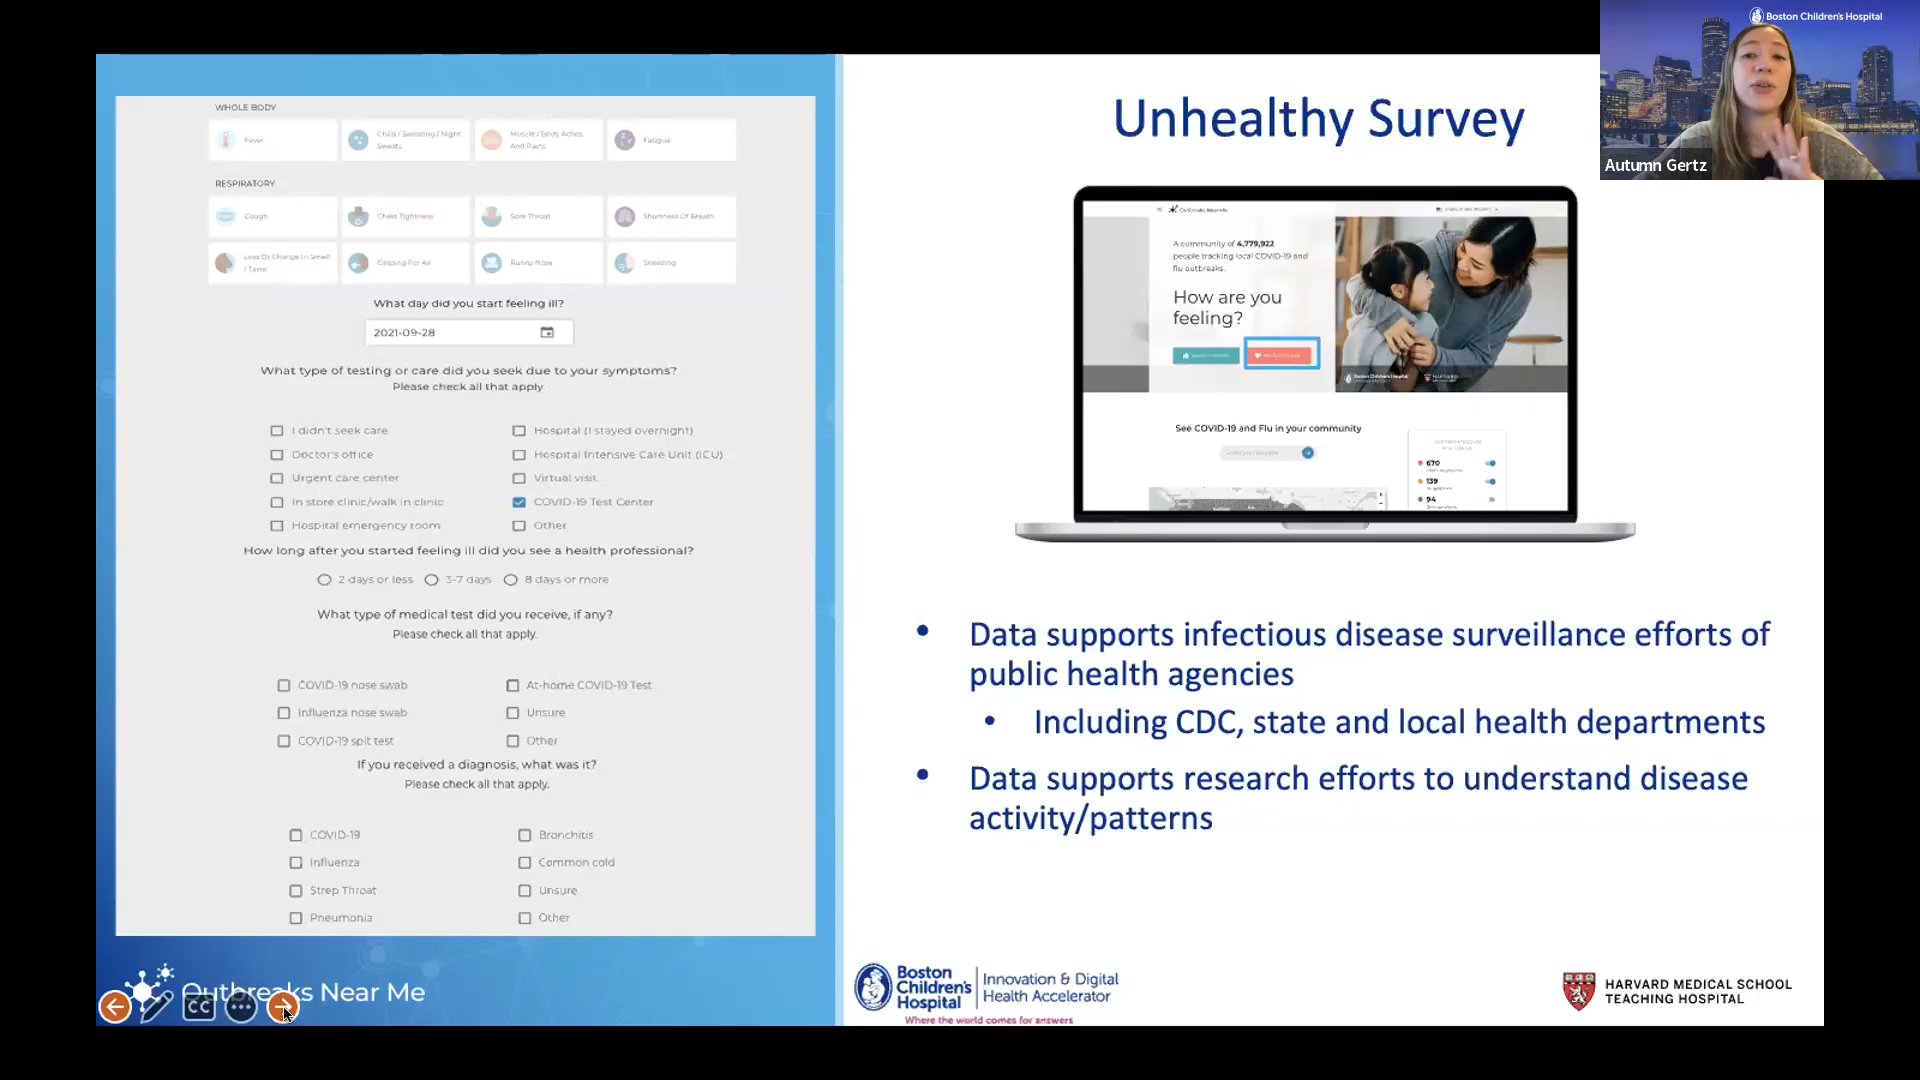 WHOLE BODY
Fever
Chills / Sweating / Night
Sweats
Muscle / Body Aches
And Pains
Fatigue
RESPIRATORY
Cough
Chest Tightness
Sore Throat
Shortness Of Breath
Loss Or Change In Smell
/ Taste
Gasping For Air
Runny Nose
Sneezing
What day did you start feeling ill?
2021-09-28
What type of testing or care did you seek due to your symptoms?
Please check all that apply.
I didn't seek care
Hospital (I stayed overnight)
Doctor's office
Hospital Intensive Care Unit (ICU)
Urgent care center
Virtual visit
In store clinic/walk in clinic
COVID-19 Test Center
Hospital emergency room
Other
How long after you started feeling ill did you see a health professional?
2 days or less
3-7 days
8 days or more
What type of medical test did you receive, if any?
Please check all that apply.
COVID-19 nose swab
At-home COVID-19 Test
Influenza nose swab
Unsure
COVID-19 spit test
Other
If you received a diagnosis, what was it?
Please check all that apply.
COVID-19
Bronchitis
Influenza
Common cold
Strep Throat
Unsure
Pneumonia
Other
Outbreaks Near Me
CC
Unhealthy Survey
Outbreaks Near Me
A community of 4,779,922
people tracking local COVID-19 and
flu outbreaks.
How are you
feeling?
Boston Children's Hospital
HARVARD
See COVID-19 and Flu in your community
670
139
94
• Data supports infectious disease surveillance efforts of
public health agencies
• Including CDC, state and local health departments
• Data supports research efforts to understand disease
activity/patterns
Boston
Children's
Hospital
Innovation & Digital
Health Accelerator
Where the world comes for answers
HARVARD MEDICAL SCHOOL
TEACHING HOSPITAL
Boston Children's Hospital
Autumn Gertz